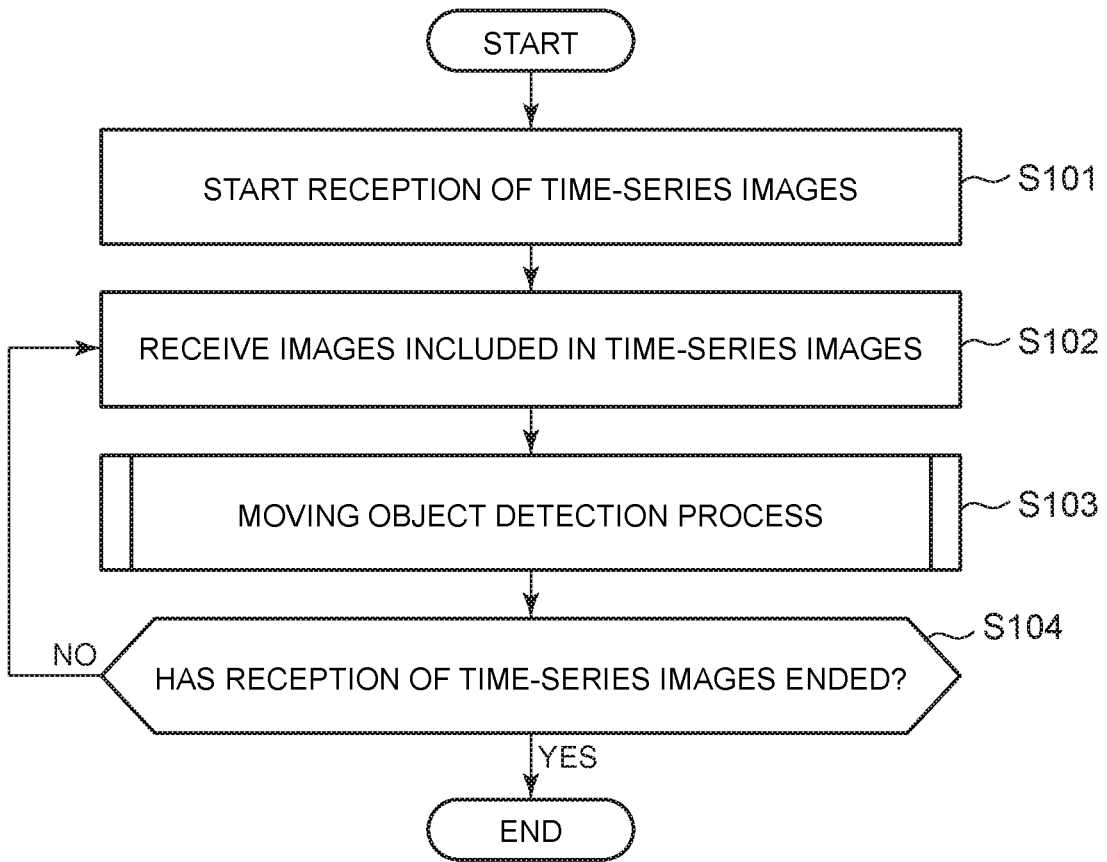 START
START RECEPTION OF TIME-SERIES IMAGES
S101
RECEIVE IMAGES INCLUDED IN TIME-SERIES IMAGES
S102
MOVING OBJECT DETECTION PROCESS
S103
S104
NO
HAS RECEPTION OF TIME-SERIES IMAGES ENDED?
YES
END